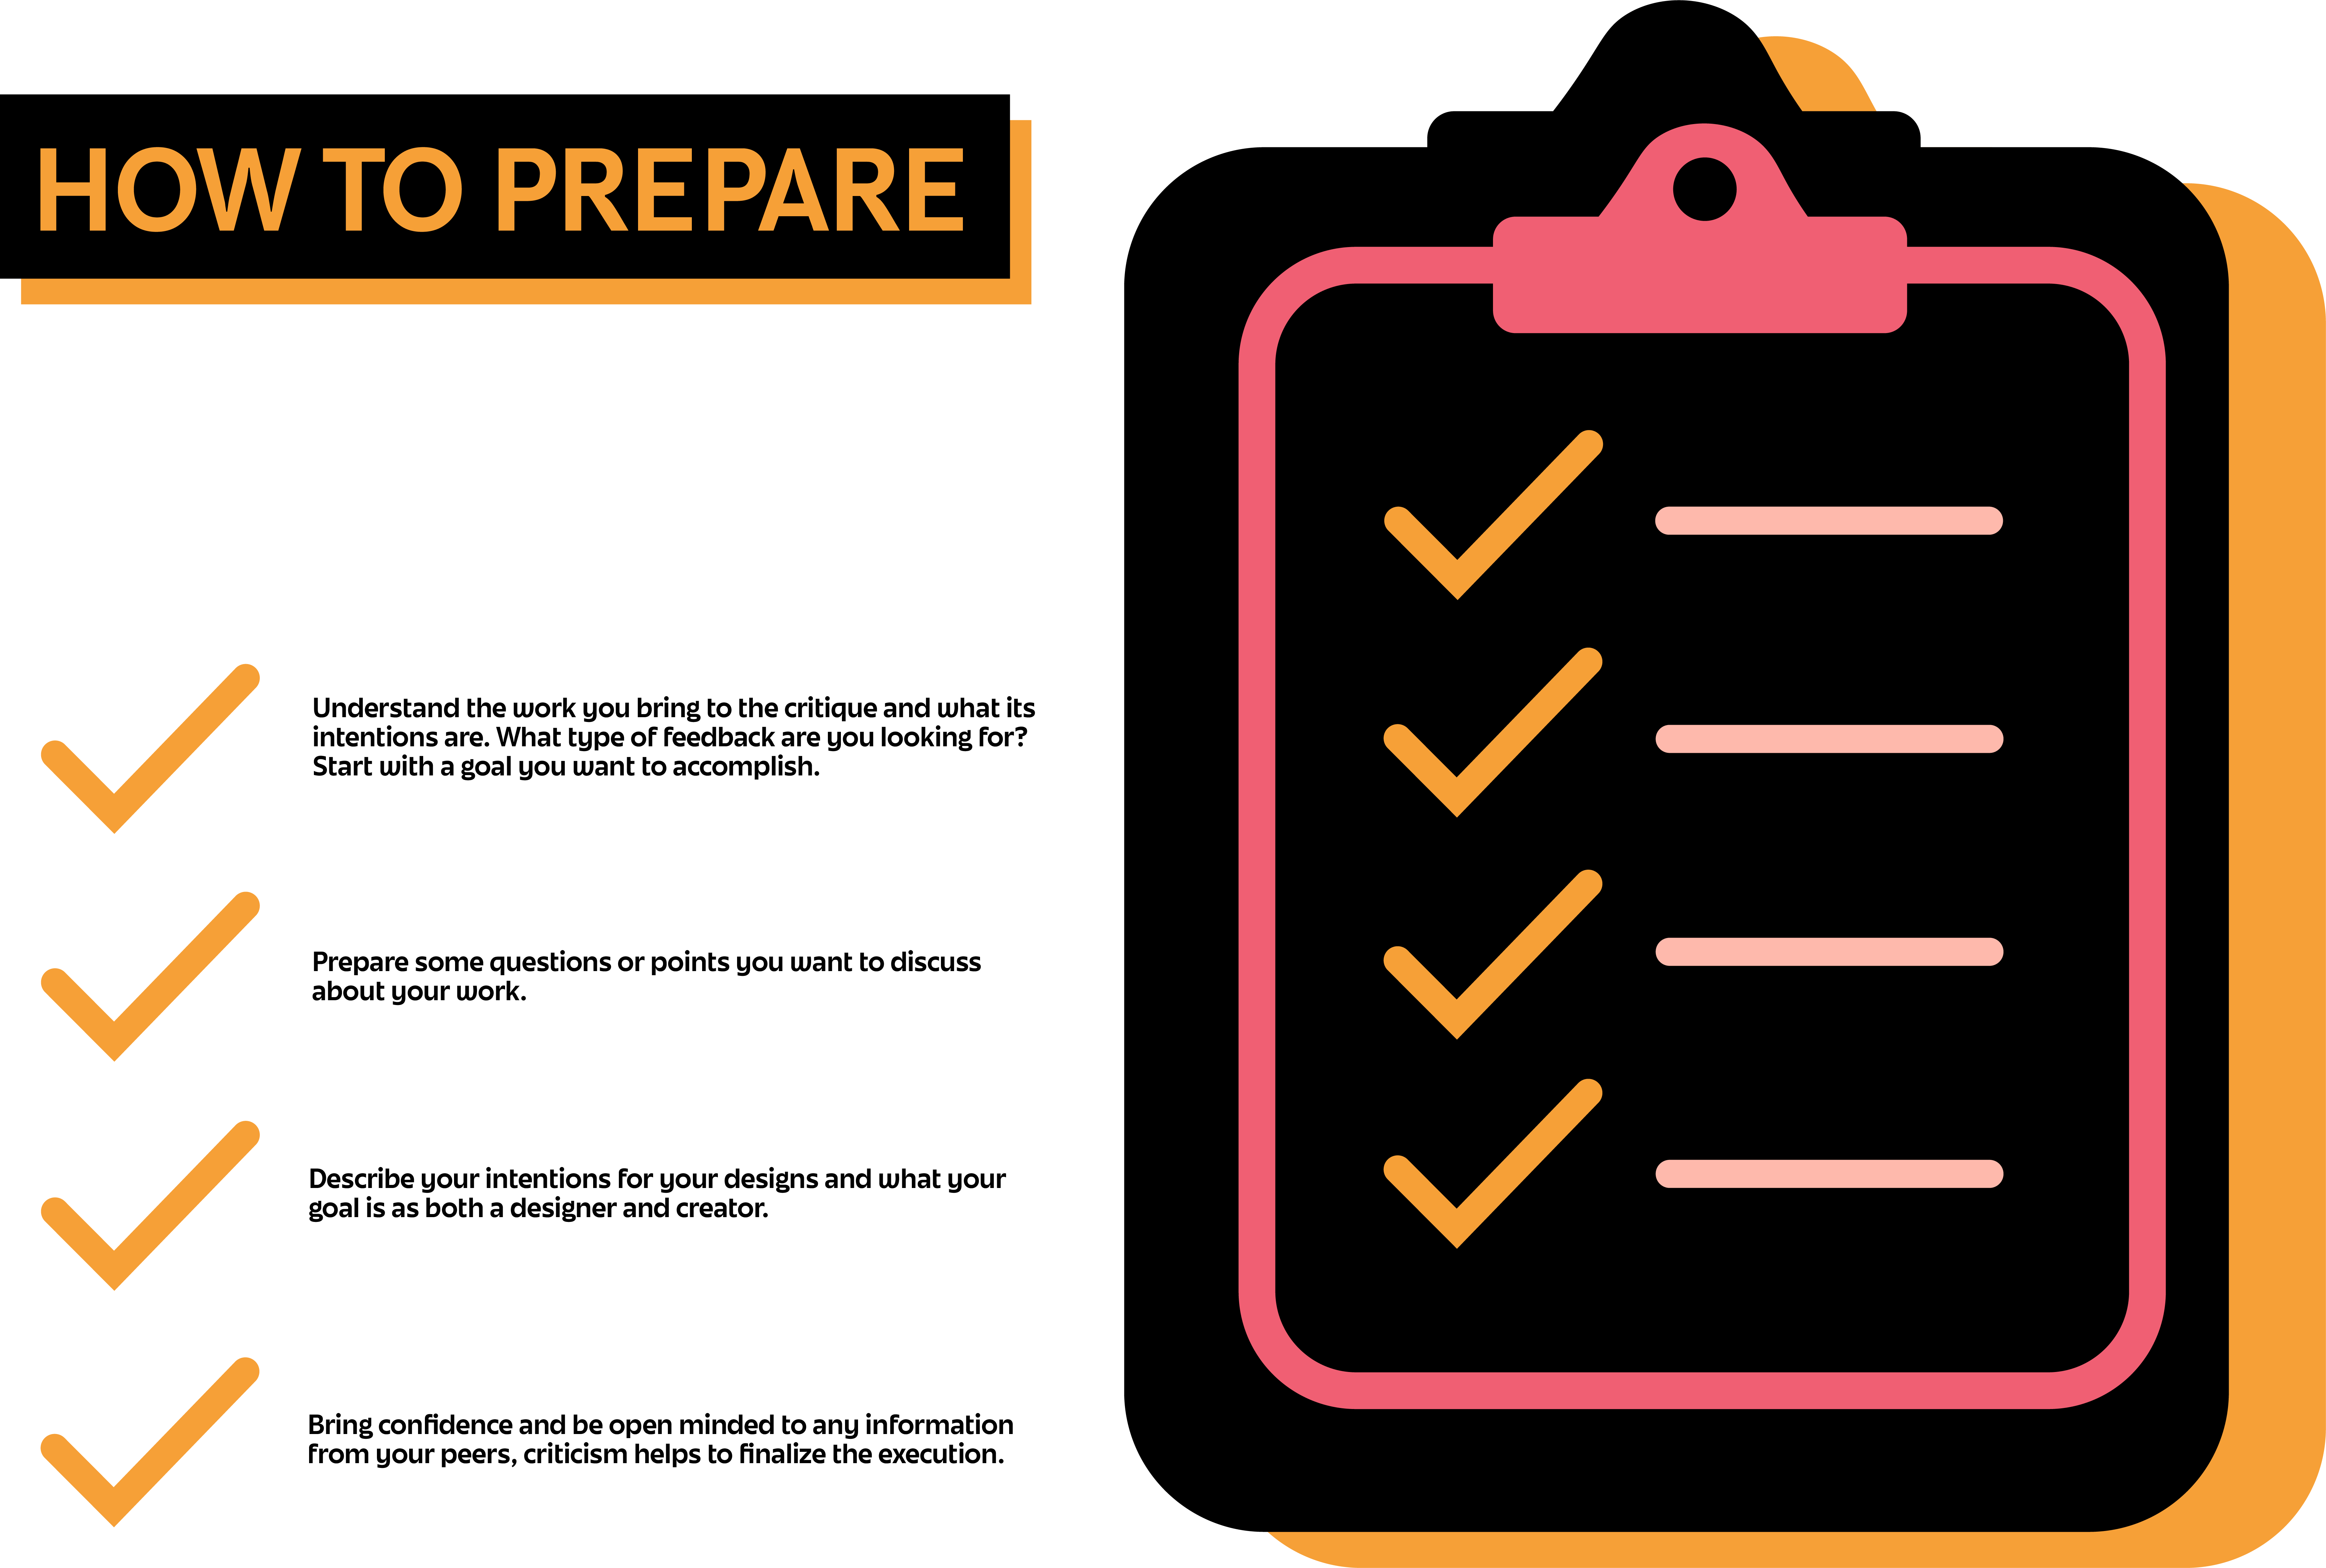 HOW TO PREPARE
Understand the work you bring to the critique and what its
intentions are. What type of feedback are you looking for?
Start with a goal you want to accomplish.
Prepare some questions or points you want to discuss
about your work.
Describe your intentions for your designs and what your
goal is as both a designer and creator.
Bring confidence and be open minded to any information
from your peers, criticism helps to finalize the execution.